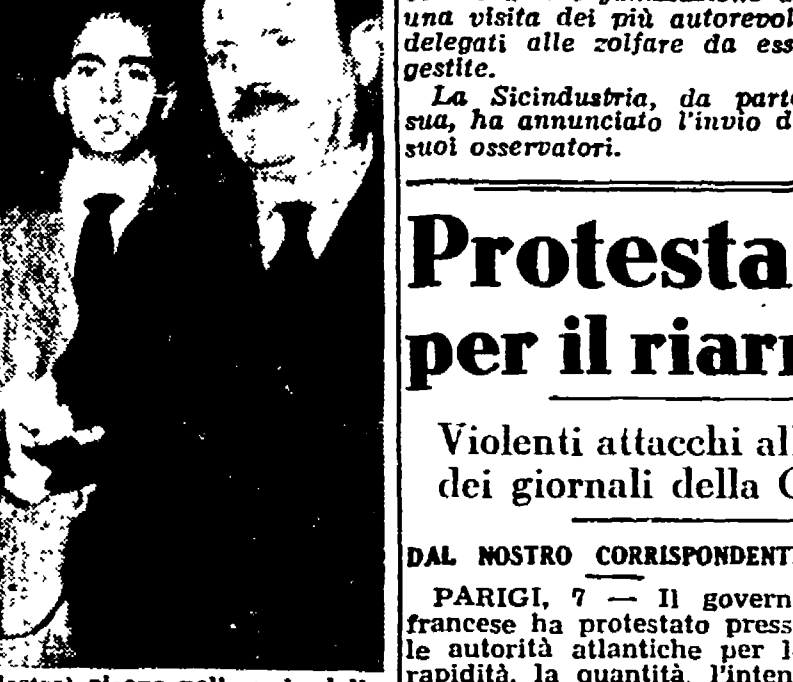 una visita dei più autorevol
delegati alle zolfare da ess
gestite.
La Sicindustria, da parte
sua, ha annunciato l'invio d
suoi osservatori.
Protesta
per il riar
Violenti attacchi al
dei giornali della
DAL NOSTRO CORRISPONDENT
PARIGI, 7 — Il govern
francese ha protestato press
le autorità atlantiche per l
rapidità, la quantità, l'inten